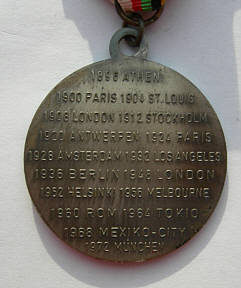 1896 ATHEN
1900 PARIS 1904 ST. LOUIS
1908 LONDON 1912 STOCKHOLM
1920 ANTWERPEN 1924 PARIS
1928 AMSTERDAM 1932 LOS ANGELES
1936 BERLIN 1948 LONDON
1952 HELSINKI 1956 MELBOURNE
1960 ROM 1964 TOKIO
1968 MEXIKO-CITY
1972 MÜNCHEN